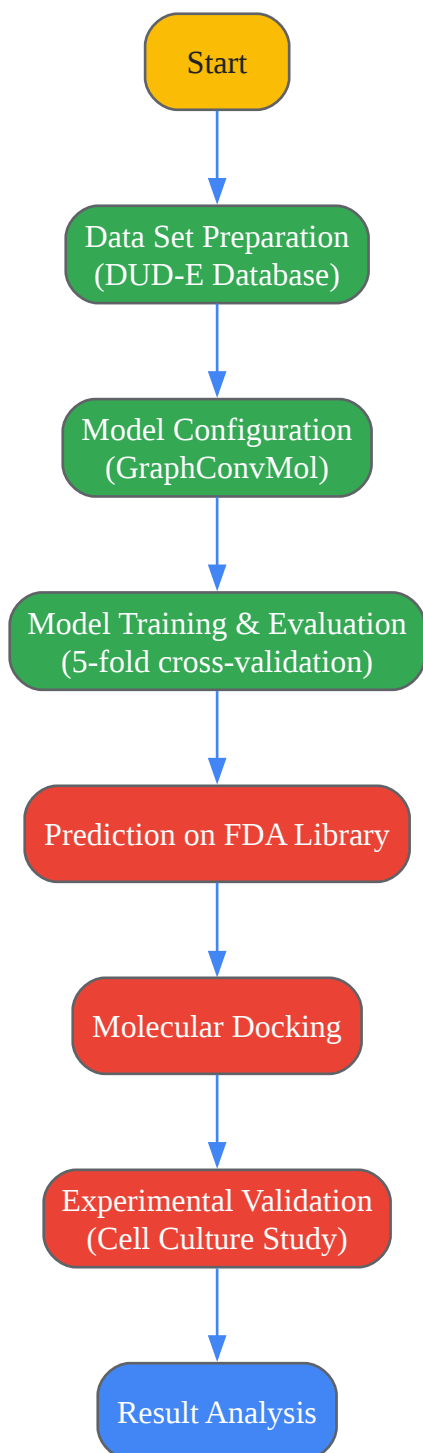 Start
Data Set Preparation
(DUD-E Database)
Model Configuration
(GraphConvMol)
Model Training & Evaluation
(5-fold cross-validation)
Prediction on FDA Library
Molecular Docking
Experimental Validation
(Cell Culture Study)
Result Analysis